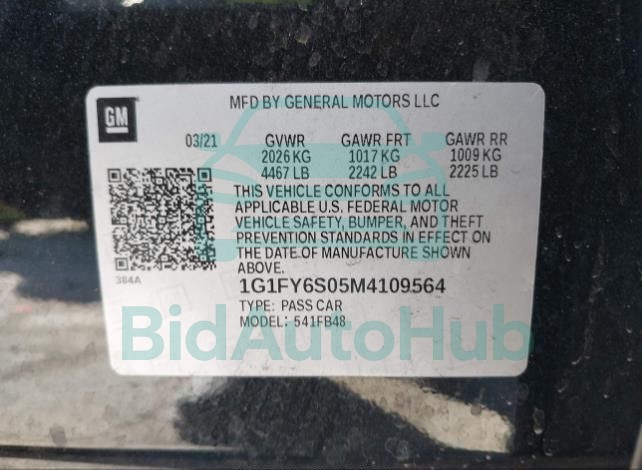 GM
MFD BY GENERAL MOTORS LLC
03/21 GVWR GAWR FRT GAWR RR
2026 KG 1017 KG 1009 KG
4467 LB 2242 LB 2225 LB
THIS VEHICLE CONFORMS TO ALL
APPLICABLE U.S. FEDERAL MOTOR
VEHICLE SAFETY, BUMPER, AND THEFT
PREVENTION STANDARDS IN EFFECT ON
THE DATE OF MANUFACTURE SHOWN
ABOVE.
384A
1G1FY6S05M4109564
TYPE: PASS CAR
MODEL: 541FB48
BidAutoHub